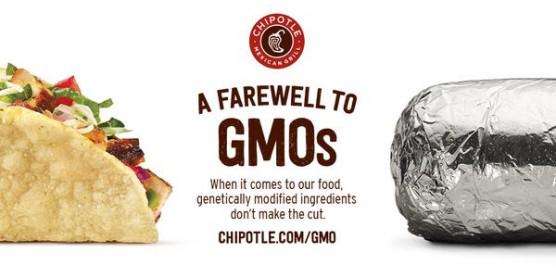 CHIPOTLE
MEXICAN GRILL
A FAREWELL TO
GMOs
When it comes to our food,
genetically modified ingredients
don't make the cut.
CHIPOTLE.COM/GMO